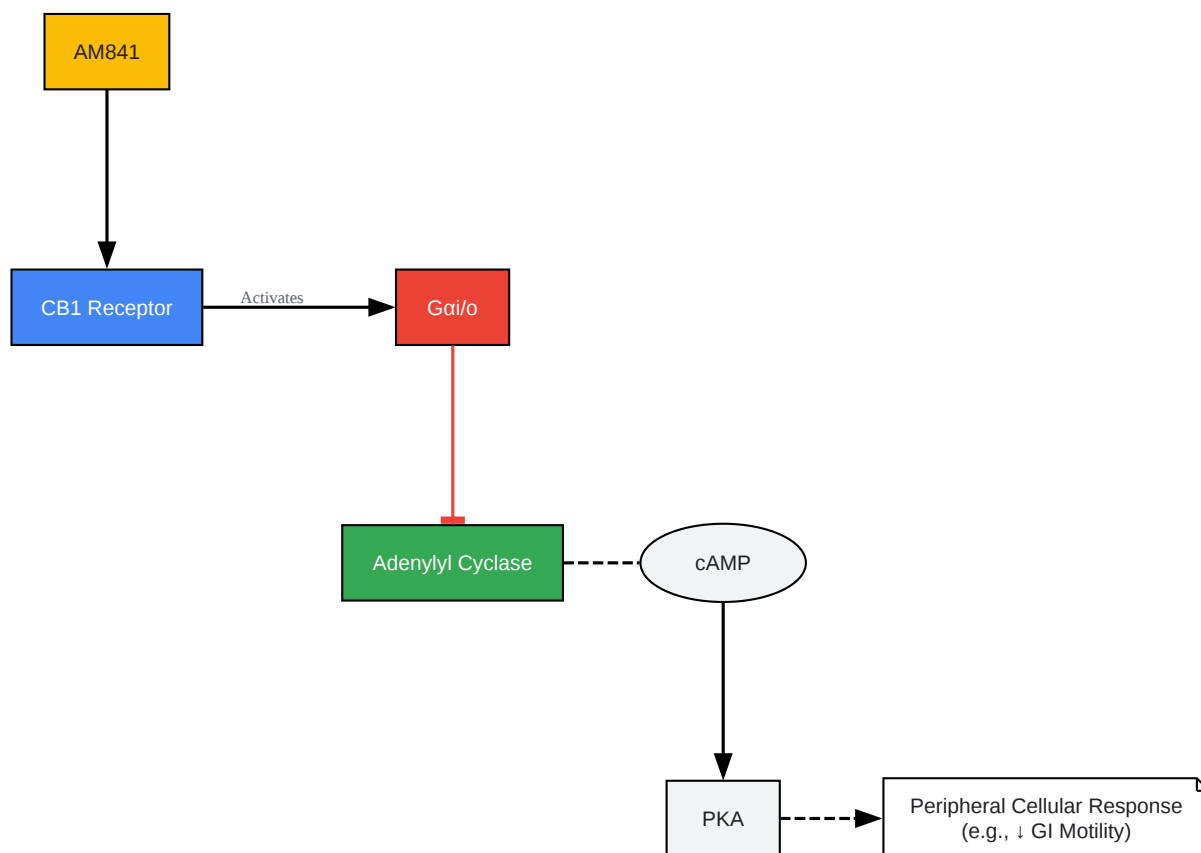 AM841
CB1 Receptor
Activates
Gαi/o
Adenylyl Cyclase
cAMP
PKA
Peripheral Cellular Response
(e.g., ↓ GI Motility)